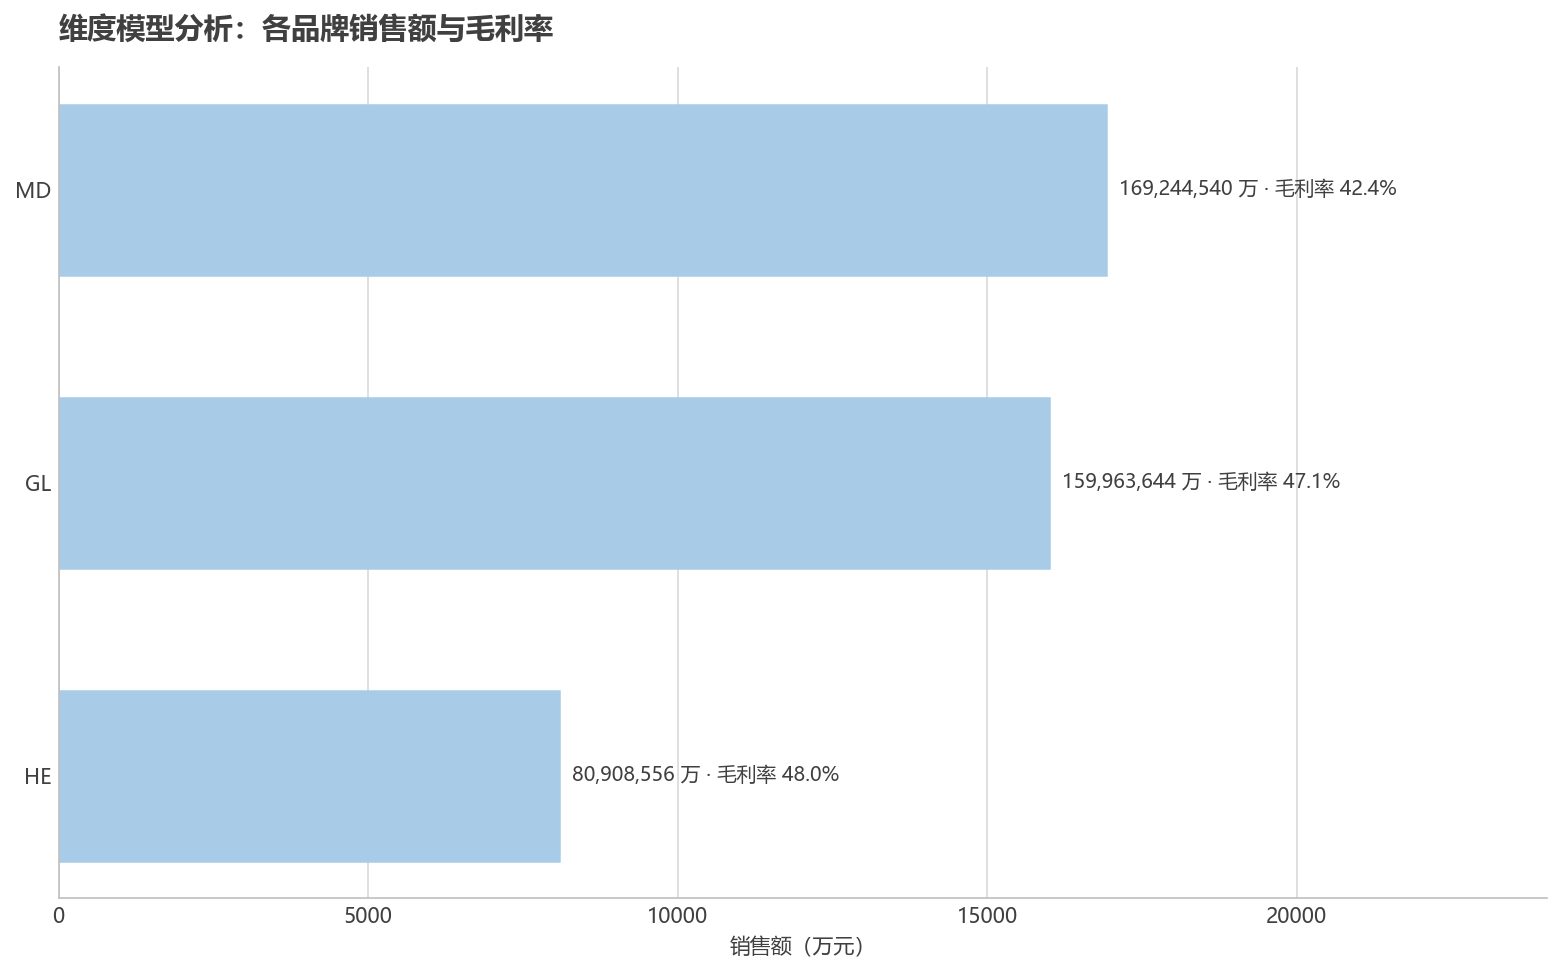 维度模型分析：各品牌销售额与毛利率
MD
169,244,540 万 · 毛利率 42.4%
GL
159,963,644 万 · 毛利率 47.1%
HE
80,908,556 万 · 毛利率 48.0%
0 5000 10000 15000 20000
销售额（万元）